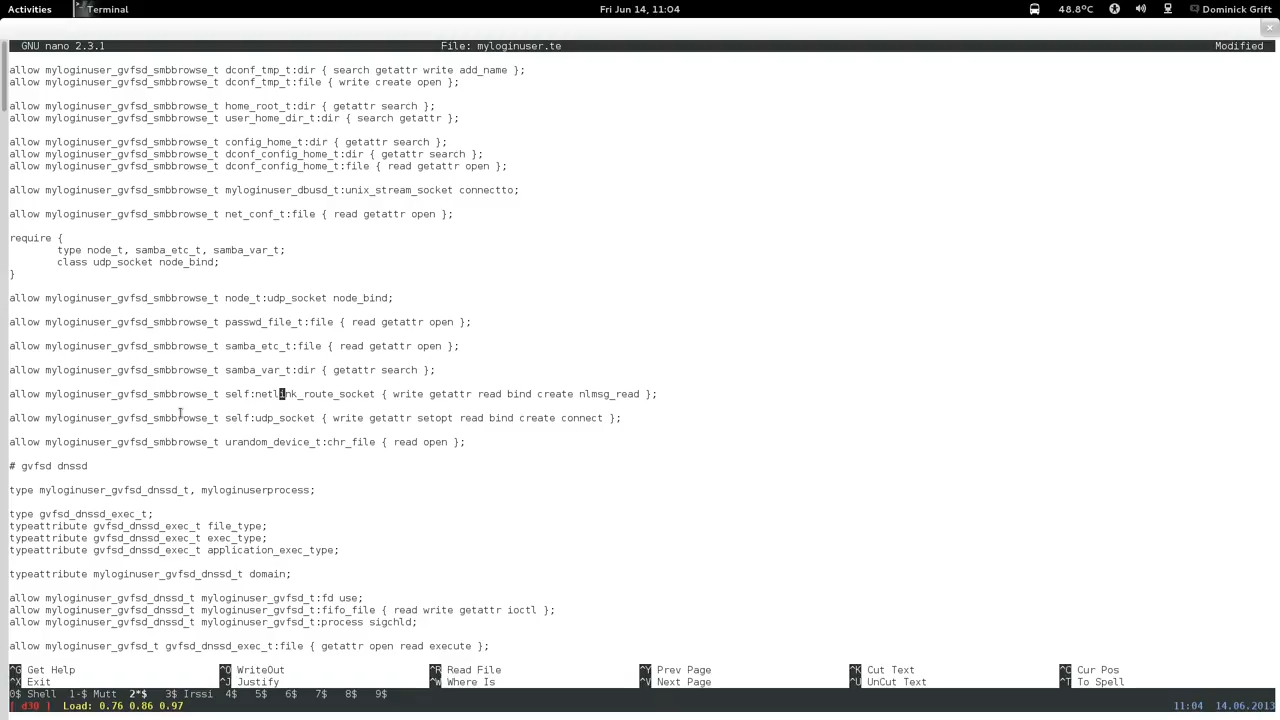 Activities Terminal Fri Jun 14, 11:04 48.8°C Dominick Grift
GNU nano 2.3.1 File: myloginuser.te Modified
allow myloginuser_gvfsd_smbbrowse_t dconf_tmp_t:dir { search getattr write add_name };
allow myloginuser_gvfsd_smbbrowse_t dconf_tmp_t:file { write create open };
allow myloginuser_gvfsd_smbbrowse_t home_root_t:dir { getattr search };
allow myloginuser_gvfsd_smbbrowse_t user_home_dir_t:dir { search getattr };
allow myloginuser_gvfsd_smbbrowse_t config_home_t:dir { getattr search };
allow myloginuser_gvfsd_smbbrowse_t dconf_config_home_t:dir { getattr search };
allow myloginuser_gvfsd_smbbrowse_t dconf_config_home_t:file { read getattr open };
allow myloginuser_gvfsd_smbbrowse_t myloginuser_dbusd_t:unix_stream_socket connectto;
allow myloginuser_gvfsd_smbbrowse_t net_conf_t:file { read getattr open };
require {
type node_t, samba_etc_t, samba_var_t;
class udp_socket node_bind;
}
allow myloginuser_gvfsd_smbbrowse_t node_t:udp_socket node_bind;
allow myloginuser_gvfsd_smbbrowse_t passwd_file_t:file { read getattr open };
allow myloginuser_gvfsd_smbbrowse_t samba_etc_t:file { read getattr open };
allow myloginuser_gvfsd_smbbrowse_t samba_var_t:dir { getattr search };
allow myloginuser_gvfsd_smbbrowse_t self:netlink_route_socket { write getattr read bind create nlmsg_read };
allow myloginuser_gvfsd_smbbrowse_t self:udp_socket { write getattr setopt read bind create connect };
allow myloginuser_gvfsd_smbbrowse_t urandom_device_t:chr_file { read open };
# gvfsd dnssd
type myloginuser_gvfsd_dnssd_t, myloginuserprocess;
type gvfsd_dnssd_exec_t;
typeattribute gvfsd_dnssd_exec_t file_type;
typeattribute gvfsd_dnssd_exec_t exec_type;
typeattribute gvfsd_dnssd_exec_t application_exec_type;
typeattribute myloginuser_gvfsd_dnssd_t domain;
allow myloginuser_gvfsd_dnssd_t myloginuser_gvfsd_t:fd use;
allow myloginuser_gvfsd_dnssd_t myloginuser_gvfsd_t:fifo_file { read write getattr ioctl };
allow myloginuser_gvfsd_dnssd_t myloginuser_gvfsd_t:process sigchld;
allow myloginuser_gvfsd_t gvfsd_dnssd_exec_t:file { getattr open read execute };
^G Get Help ^O WriteOut ^R Read File ^Y Prev Page ^K Cut Text ^C Cur Pos
^X Exit ^J Justify ^W Where Is ^V Next Page ^U UnCut Text ^T To Spell
0$ Shell 1-$ Mutt 2*$ 3$ Irssi 4$ 5$ 6$ 7$ 8$ 9$
[ d30 ] Load: 0.76 0.86 0.97 11:04 14.06.2013